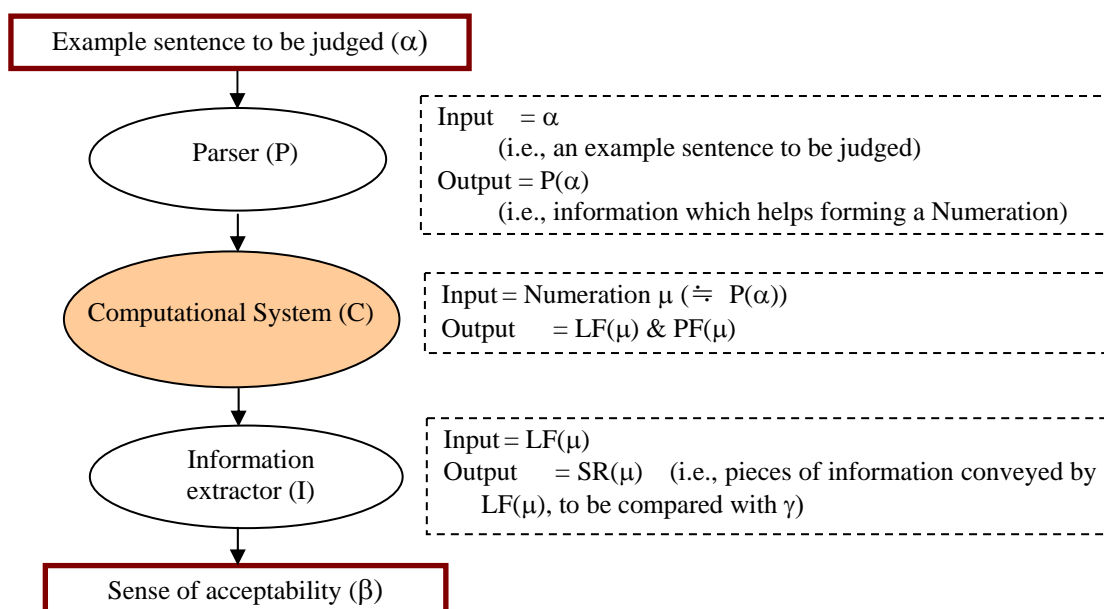 Example sentence to be judged (α)
Parser (P)
Input = α
(i.e., an example sentence to be judged)
Output = P(α)
(i.e., information which helps forming a Numeration)
Computational System (C)
Input = Numeration μ (≒ P(α))
Output = LF(μ) & PF(μ)
Information
extractor (I)
Input = LF(μ)
Output = SR(μ) (i.e., pieces of information conveyed by
LF(μ), to be compared with γ)
Sense of acceptability (β)